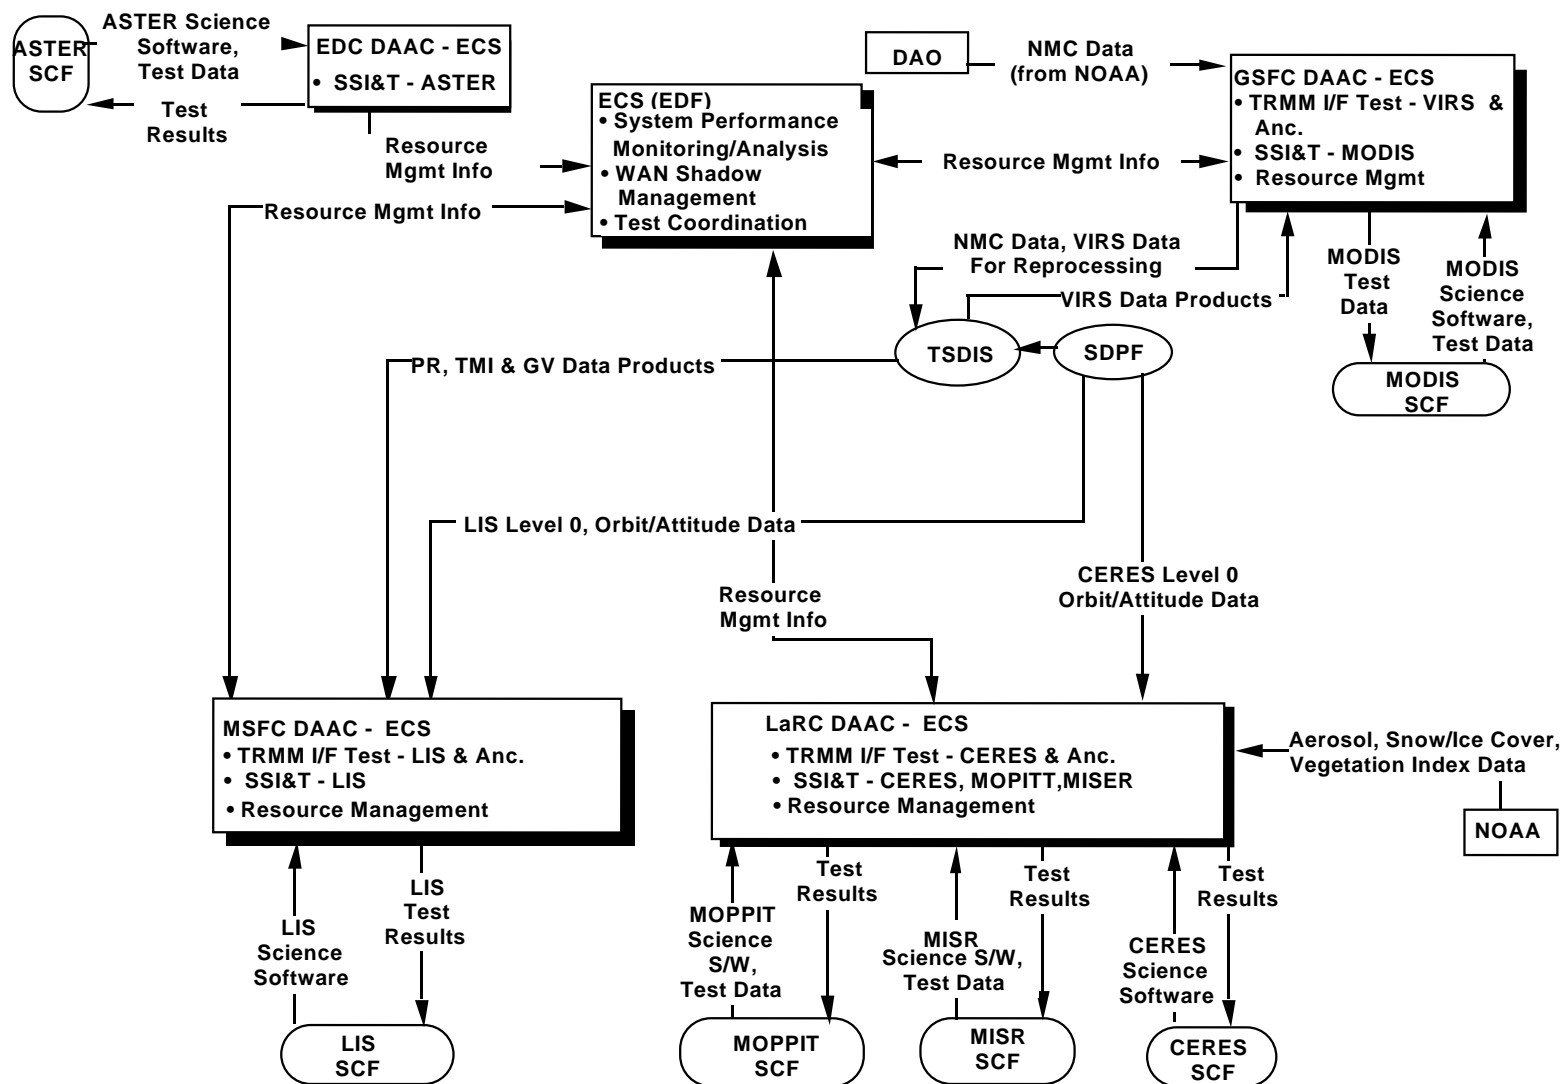 ASTER Science
Software,
Test Data
ASTER
SCF
Test
Results
EDC DAAC - ECS
• SSI&T - ASTER
Resource
Mgmt Info
ECS (EDF)
• System Performance
Monitoring/Analysis
• WAN Shadow
Management
• Test Coordination
DAO
NMC Data
(from NOAA)
GSFC DAAC - ECS
• TRMM I/F Test - VIRS &
Anc.
• SSI&T - MODIS
• Resource Mgmt
Resource Mgmt Info
Resource Mgmt Info
NMC Data, VIRS Data
For Reprocessing
VIRS Data Products
MODIS
Test
Data
MODIS
Science
Software,
Test Data
TSDIS
SDPF
MODIS
SCF
PR, TMI & GV Data Products
LIS Level 0, Orbit/Attitude Data
Resource
Mgmt Info
CERES Level 0
Orbit/Attitude Data
MSFC DAAC - ECS
• TRMM I/F Test - LIS & Anc.
• SSI&T - LIS
• Resource Management
LaRC DAAC - ECS
• TRMM I/F Test - CERES & Anc.
• SSI&T - CERES, MOPITT,MISER
• Resource Management
Aerosol, Snow/Ice Cover,
Vegetation Index Data
NOAA
LIS
Science
Software
LIS
Test
Results
MOPPIT
Science
S/W,
Test Data
Test
Results
MISR
Science S/W,
Test Data
Test
Results
CERES
Science
Software
Test
Results
LIS
SCF
MOPPIT
SCF
MISR
SCF
CERES
SCF